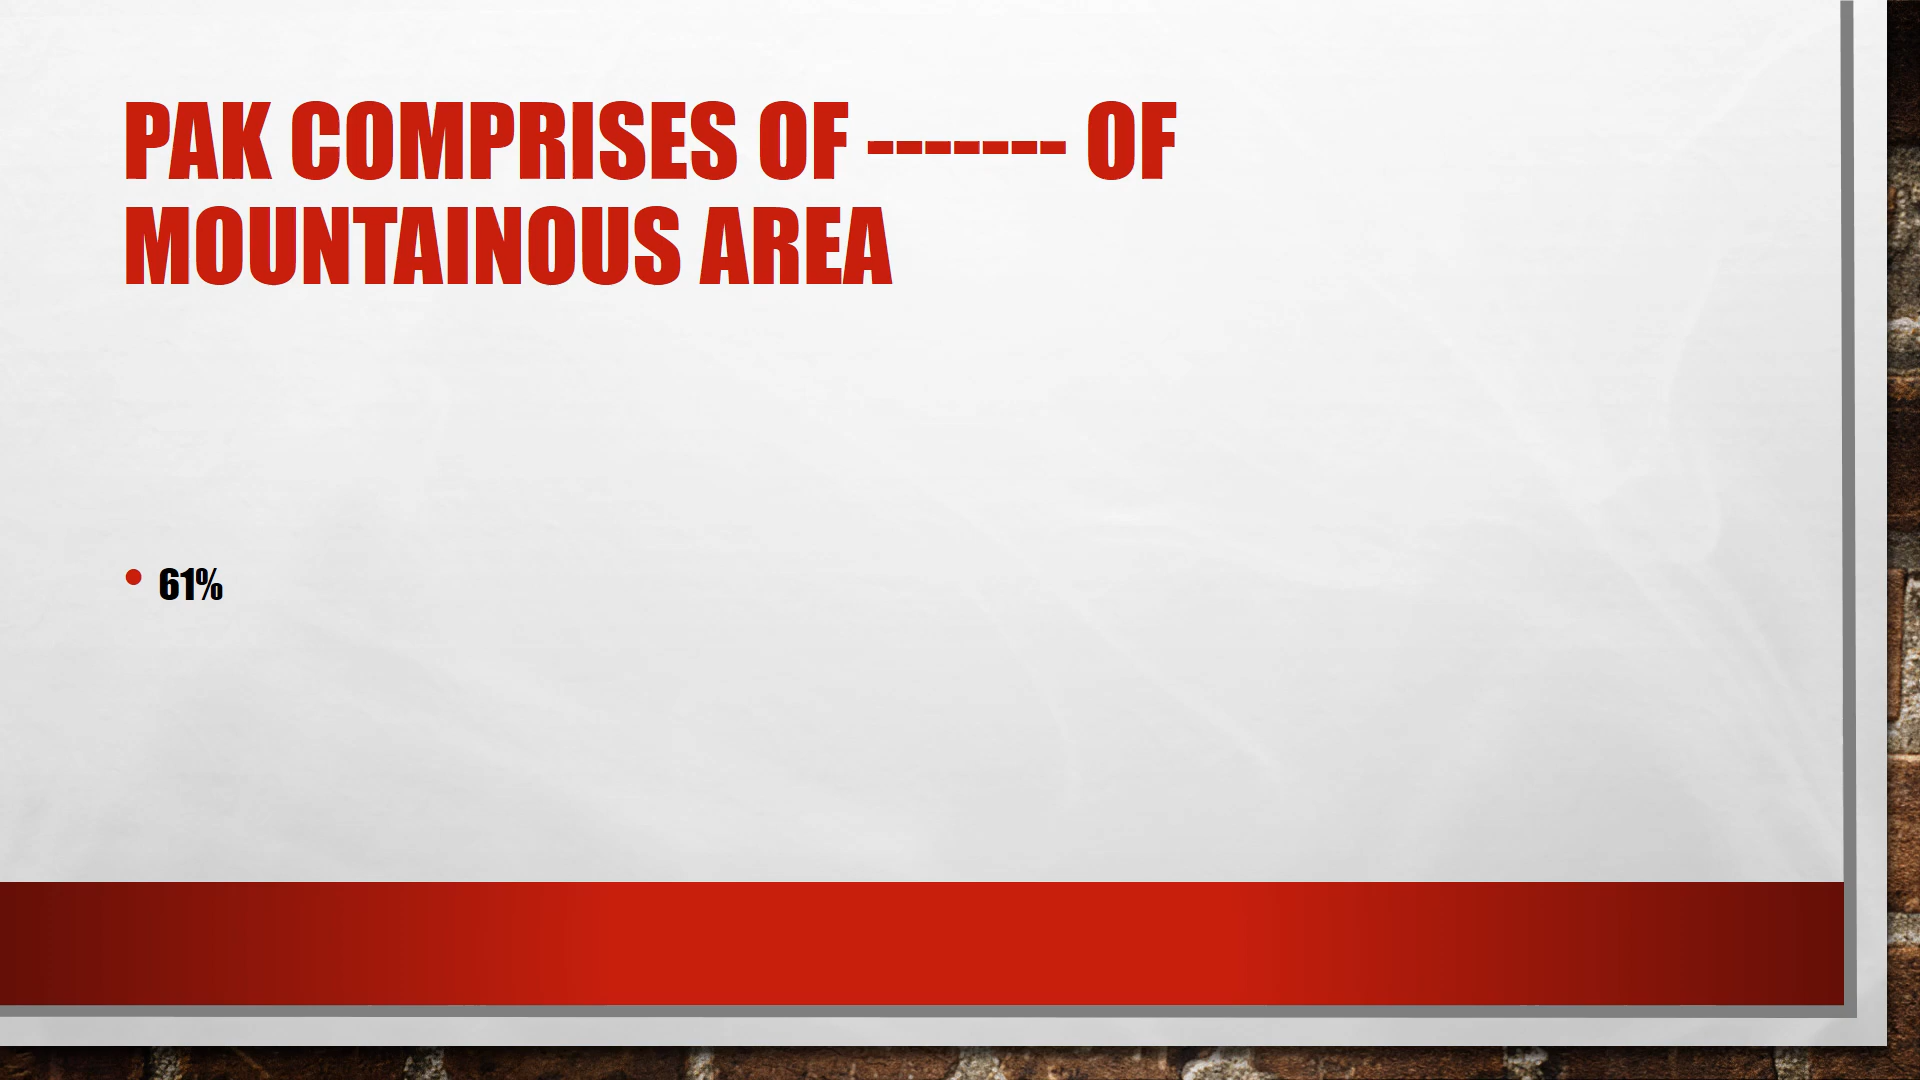 PAK COMPRISES OF ------- OF
MOUNTAINOUS AREA
• 61%